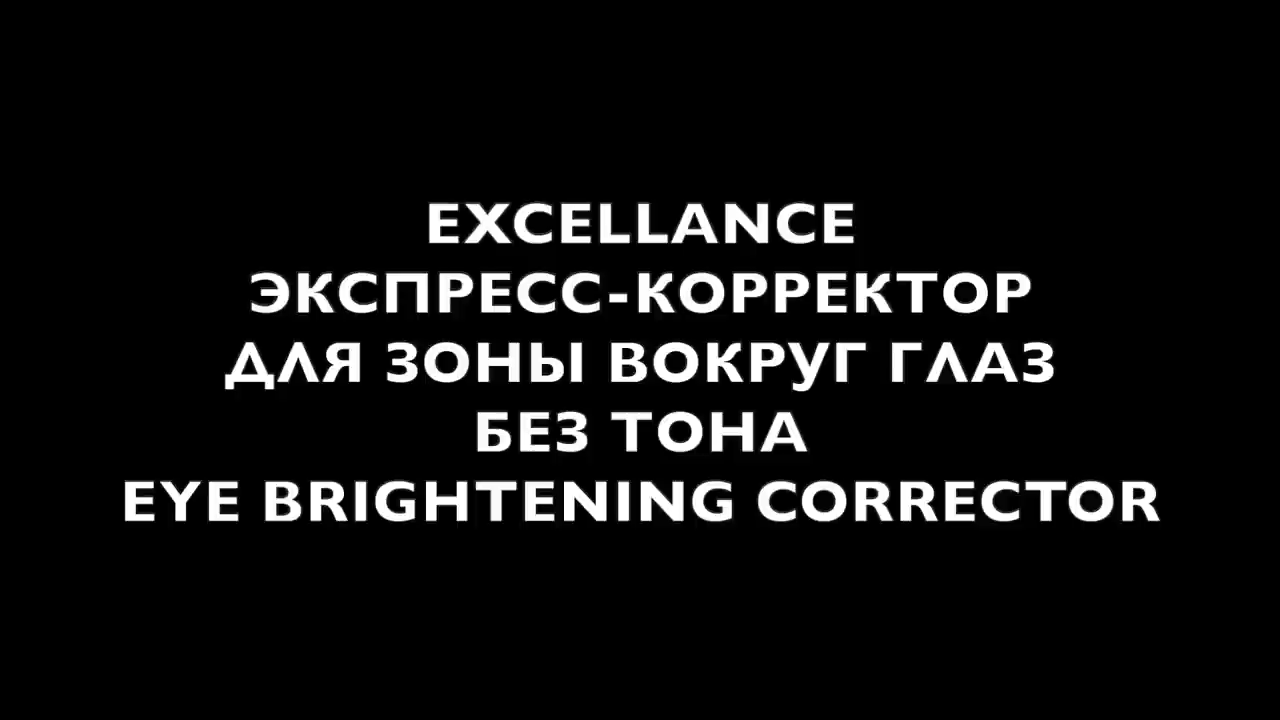 EXCELLANCE
ЭКСПРЕСС-КОРРЕКТОР
ДЛЯ ЗОНЫ ВОКРУГ ГЛАЗ
БЕЗ ТОНА
EYE BRIGHTENING CORRECTOR